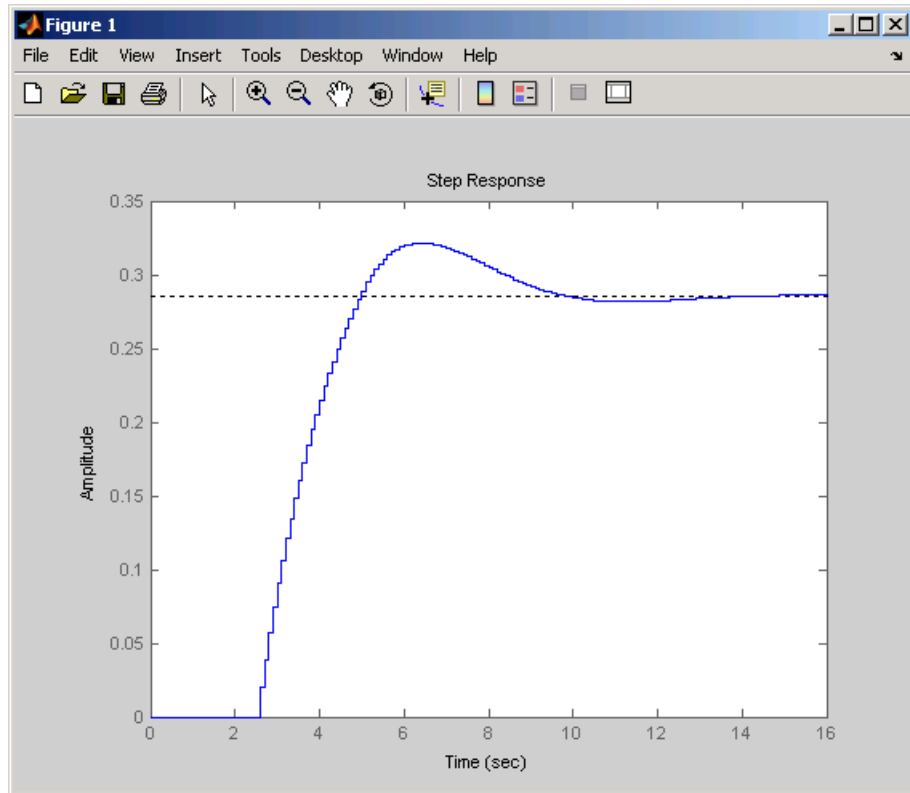 Figure 1
File Edit View Insert Tools Desktop Window Help
Step Response
0.35
0.3
0.25
0.2
0.15
0.1
0.05
0
Amplitude
0 2 4 6 8 10 12 14 16
Time (sec)